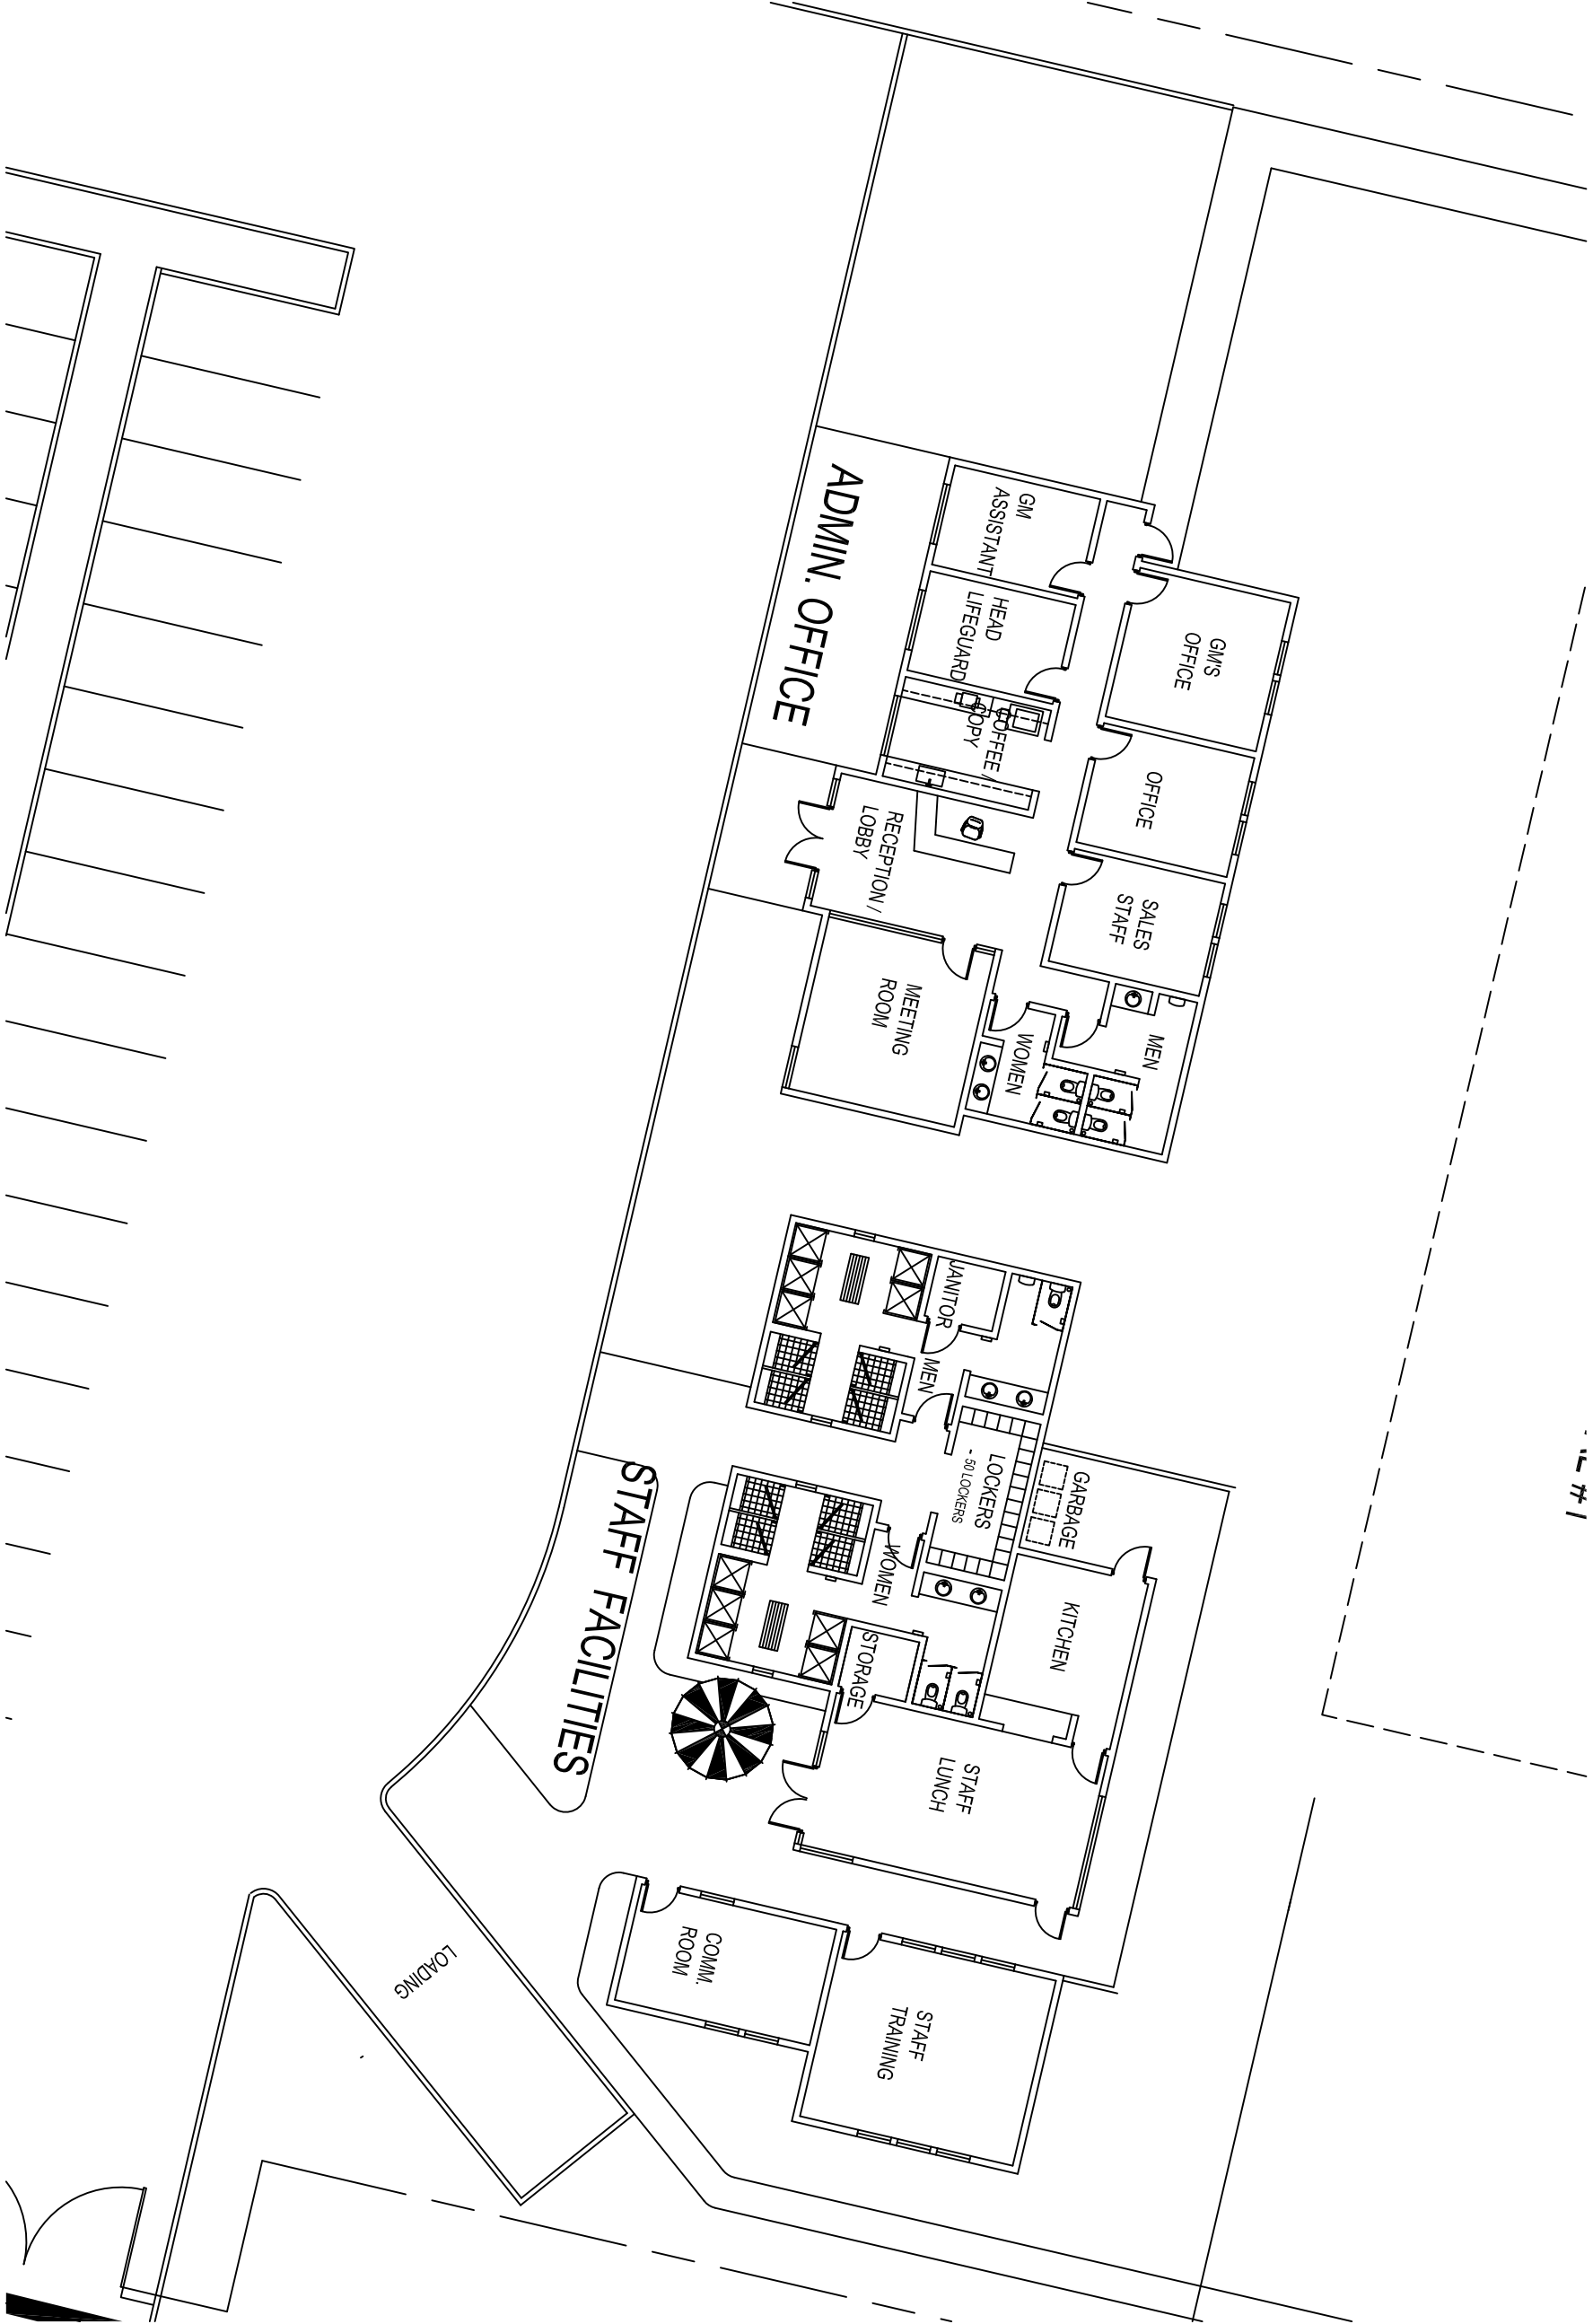 ADMIN. OFFICE
GM
ASSISTANT
HEAD
LIFEGUARD
COFFEE /
COPY
RECEPTION /
LOBBY
GM'S
OFFICE
OFFICE
SALES
STAFF
MEETING
ROOM
WOMEN
MEN
STAFF FACILITIES
JANITOR
MEN
LOCKERS
- 50 LOCKERS
GARBAGE
WOMEN
KITCHEN
STORAGE
STAFF
LUNCH
COMM.
ROOM
STAFF
TRAINING
LOADING